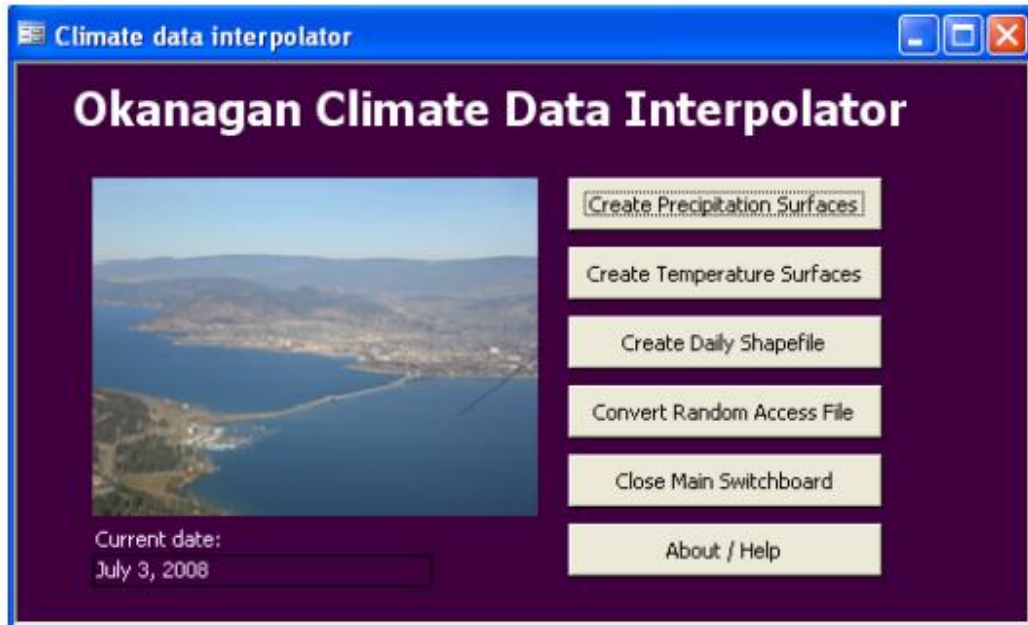 Climate data interpolator
Okanagan Climate Data Interpolator
Create Precipitation Surfaces
Create Temperature Surfaces
Create Daily Shapefile
Convert Random Access File
Close Main Switchboard
About / Help
Current date:
July 3, 2008